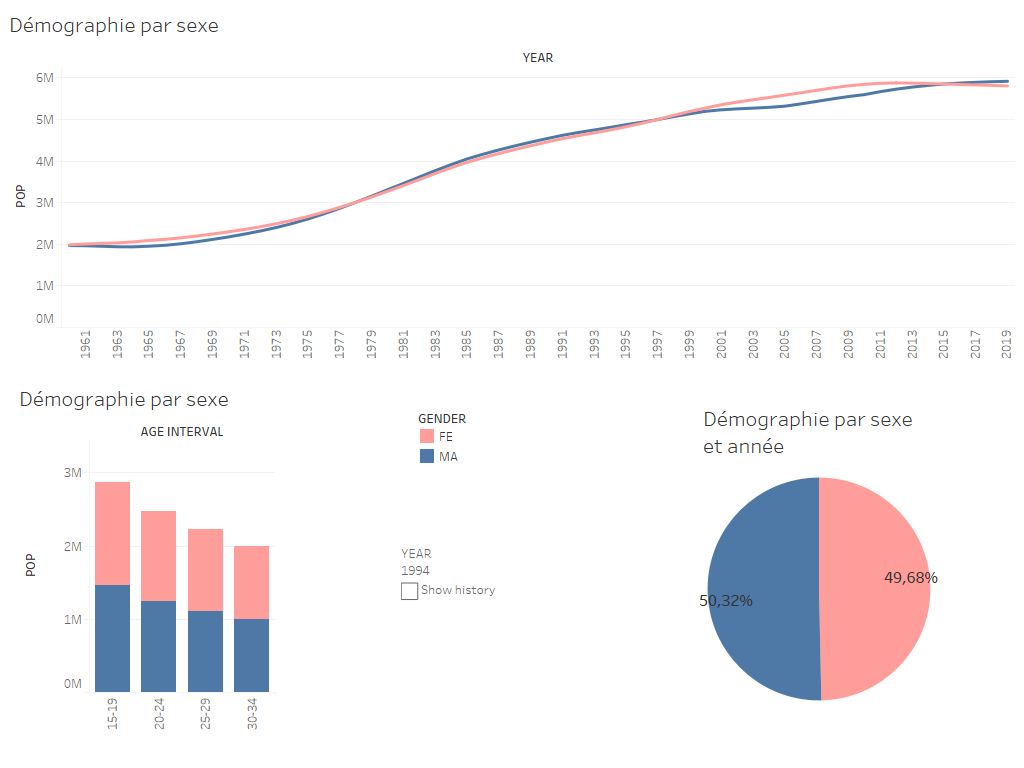 Démographie par sexe
YEAR
6M
5M
4M
3M
2M
1M
0M
POP
1961
1963
1965
1967
1969
1971
1973
1975
1977
1979
1981
1983
1985
1987
1989
1991
1993
1995
1997
1999
2001
2003
2005
2007
2009
2011
2013
2015
2017
2019
Démographie par sexe
AGE INTERVAL
3M
2M
1M
0M
POP
15-19
20-24
25-29
30-34
GENDER
FE
MA
YEAR
1994
Show history
Démographie par sexe
et année
49,68%
50,32%